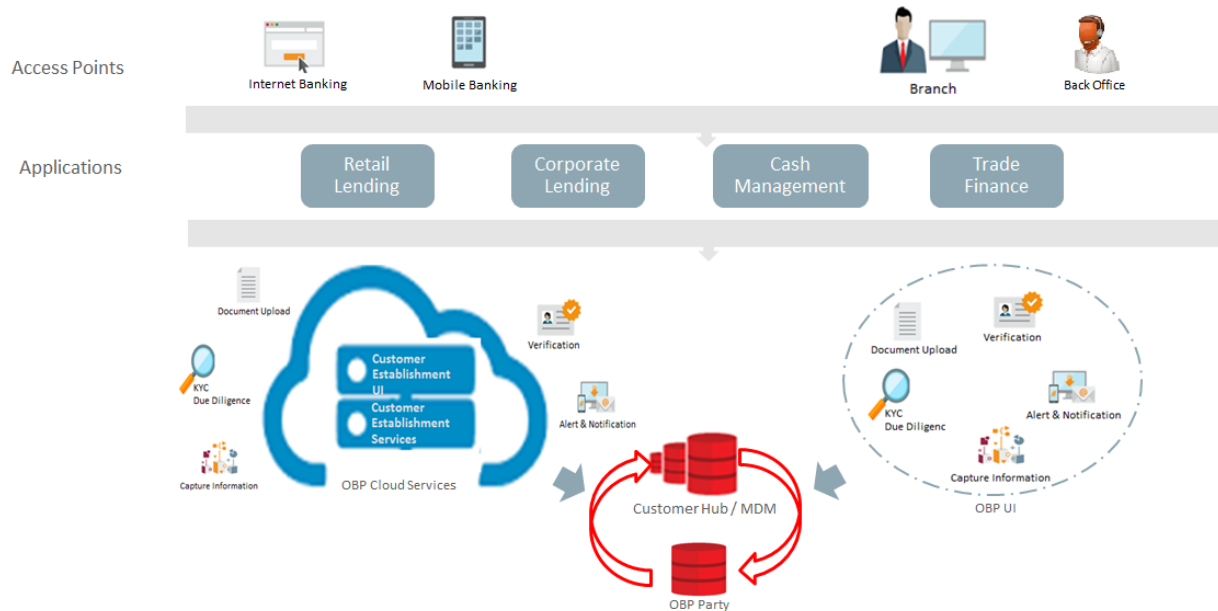 Access Points
Internet Banking
Mobile Banking
Branch
Back Office
Applications
Retail
Lending
Corporate
Lending
Cash
Management
Trade
Finance
Document Upload
Verification
KYC
Due Diligence
Customer
Establishment
UI
Customer
Establishment
Services
Alert & Notification
Capture Information
OBP Cloud Services
Customer Hub / MDM
OBP Party
Document Upload
Verification
KYC
Due Diligenc
Alert & Notification
Capture Information
OBP UI